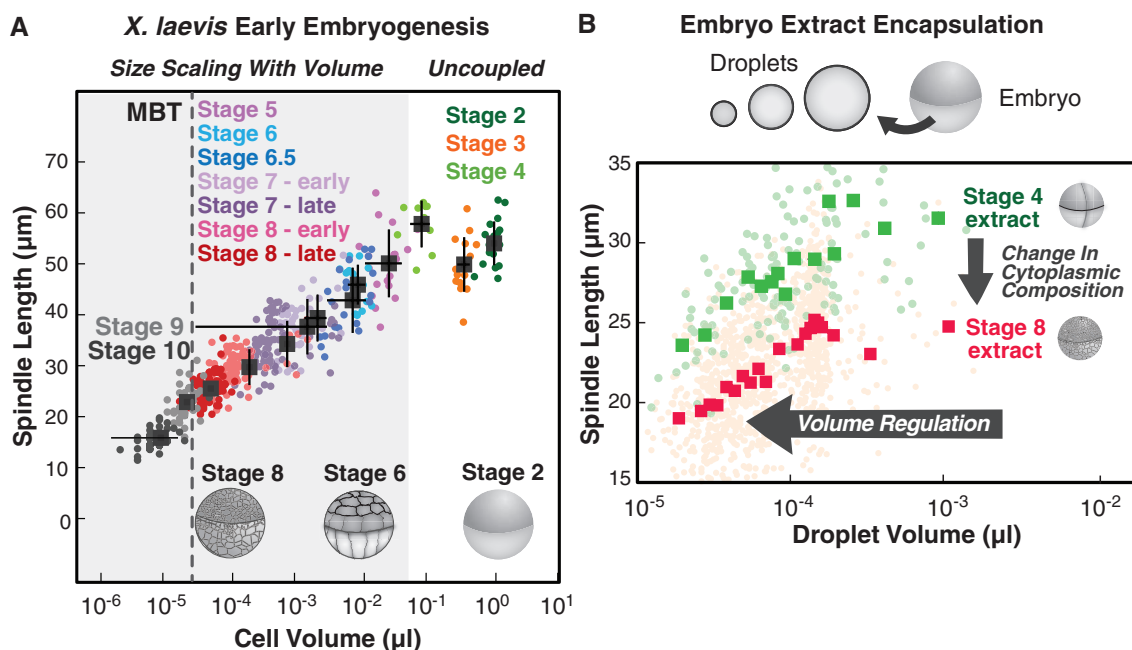 A
X. laevis Early Embryogenesis
Size Scaling With Volume
Uncoupled
MBT
Stage 5
Stage 6
Stage 6.5
Stage 7 - early
Stage 7 - late
Stage 8 - early
Stage 8 - late
Stage 2
Stage 3
Stage 4
Stage 9
Stage 10
Spindle Length (µm)
70
60
50
40
30
20
10
0
Stage 8
Stage 6
Stage 2
10-6
10-5
10-4
10-3
10-2
10-1
100
101
Cell Volume (µl)
B
Embryo Extract Encapsulation
Droplets
Embryo
Spindle Length (µm)
35
30
25
20
15
Stage 4
extract
Change In
Cytoplasmic
Composition
Stage 8
extract
Volume Regulation
10-5
10-4
10-3
10-2
Droplet Volume (µl)